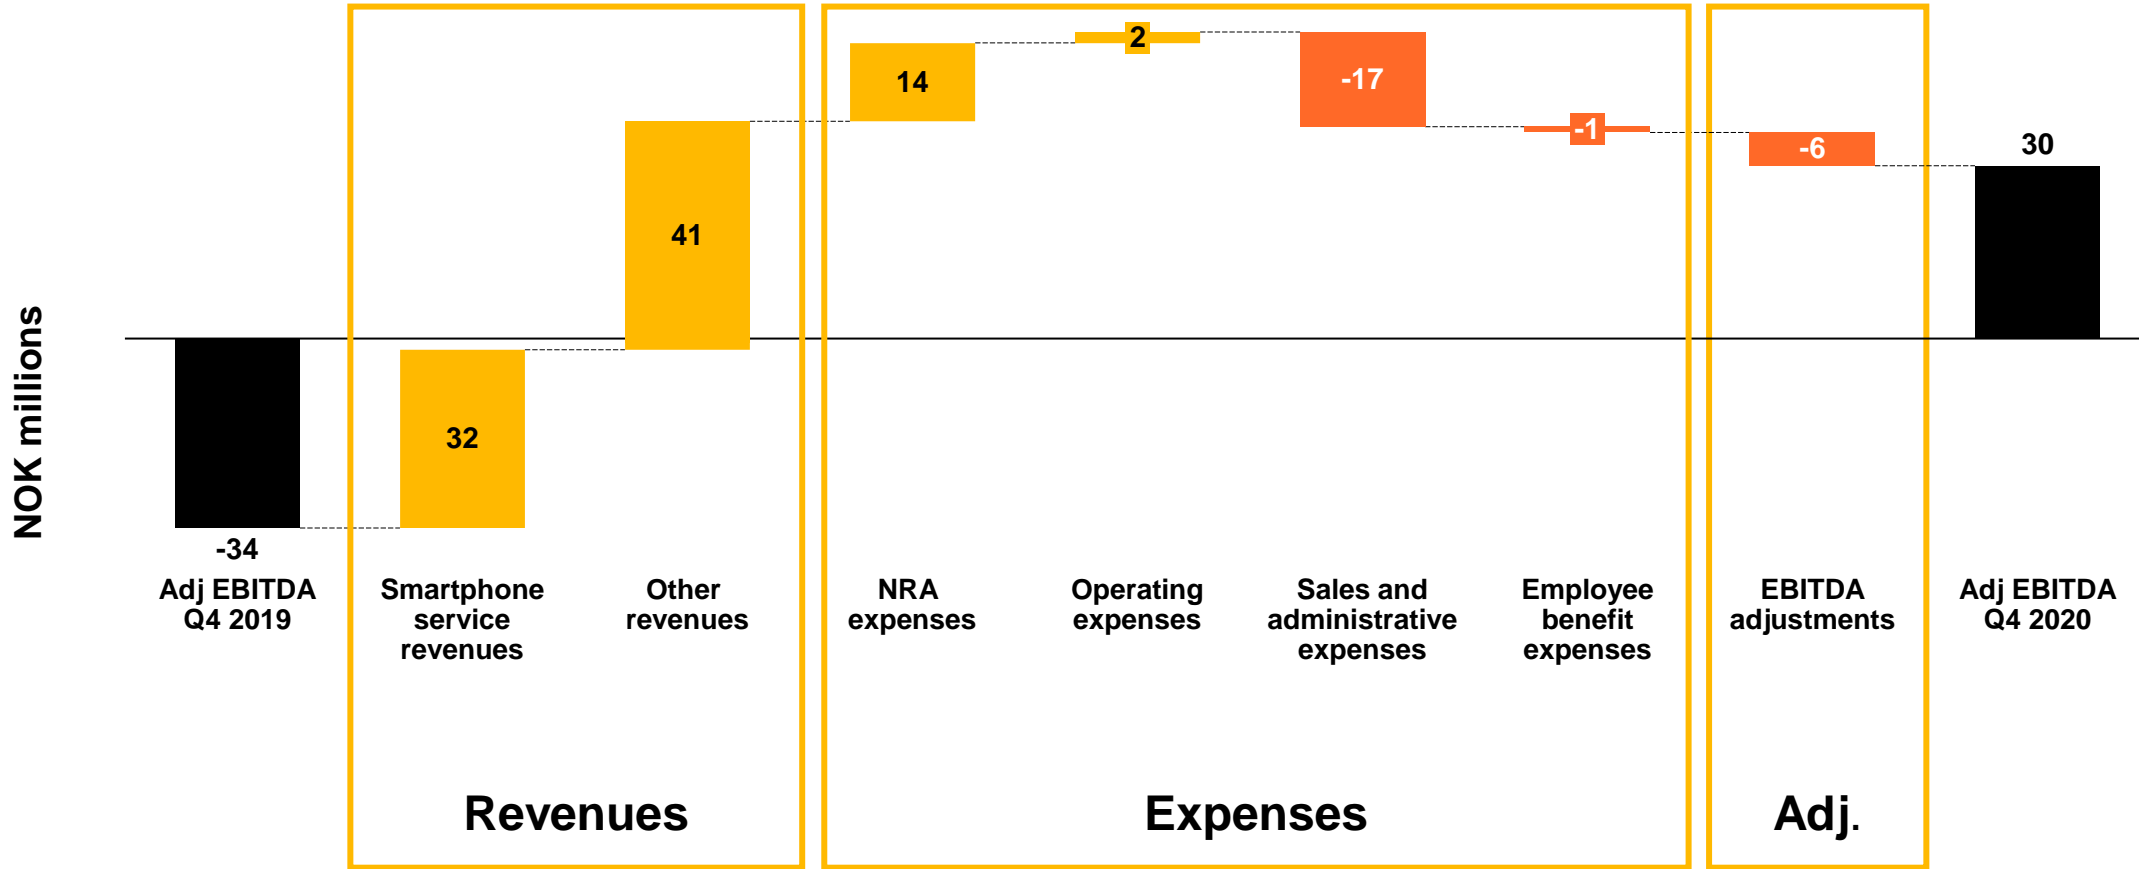 NOK millions
-34
32
41
14
2
-17
-1
-6
30
Adj EBITDA
Q4 2019
Smartphone
service
revenues
Other
revenues
NRA
expenses
Operating
expenses
Sales and
administrative
expenses
Employee
benefit
expenses
EBITDA
adjustments
Adj EBITDA
Q4 2020
Revenues
Expenses
Adj.